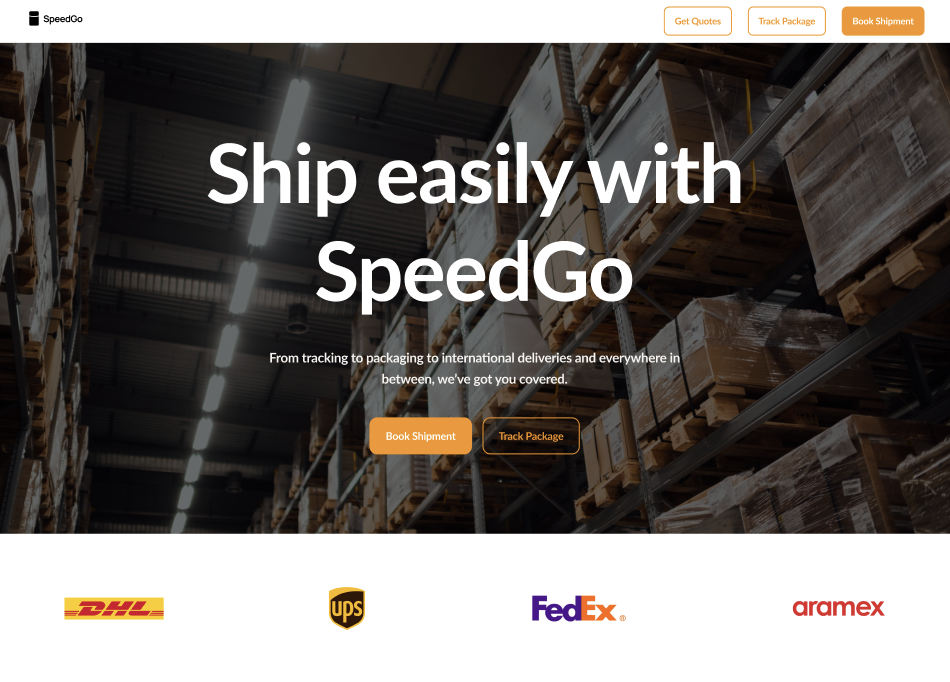 SpeedGo
Get Quotes
Track Package
Book Shipment
Ship easily with
SpeedGo
From tracking to packaging to international deliveries and everywhere in
between, we've got you covered.
Book Shipment
Track Package
DHL
ups
FedEx ®
aramex